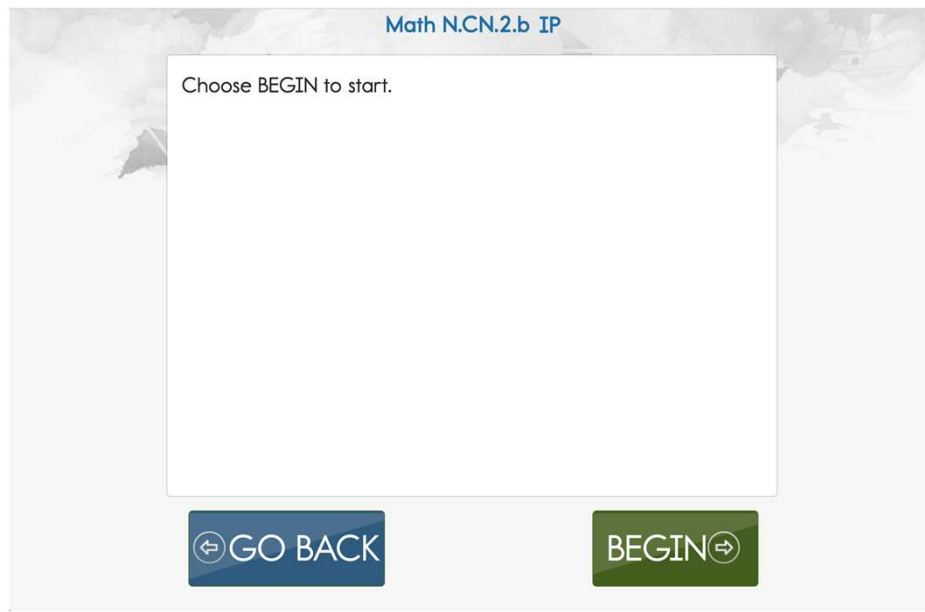 Math N.CN.2.b IP
Choose BEGIN to start.
GO BACK
BEGIN